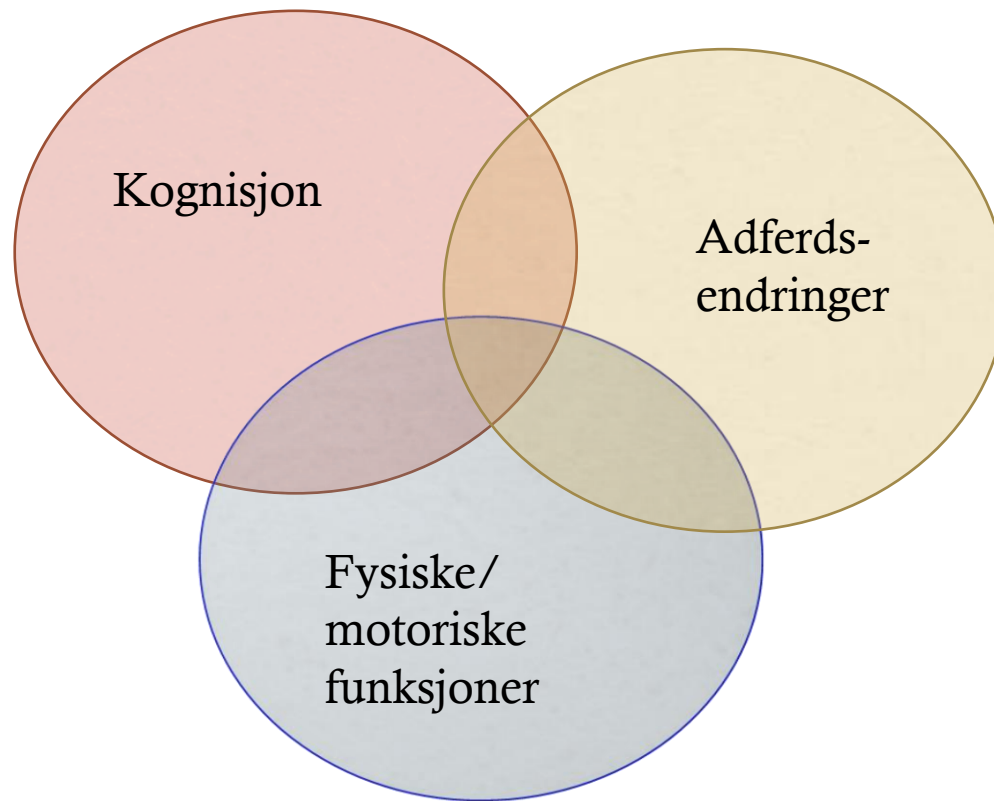 Kognisjon
Adferds-
endringer
Fysiske/
motoriske
funksjoner